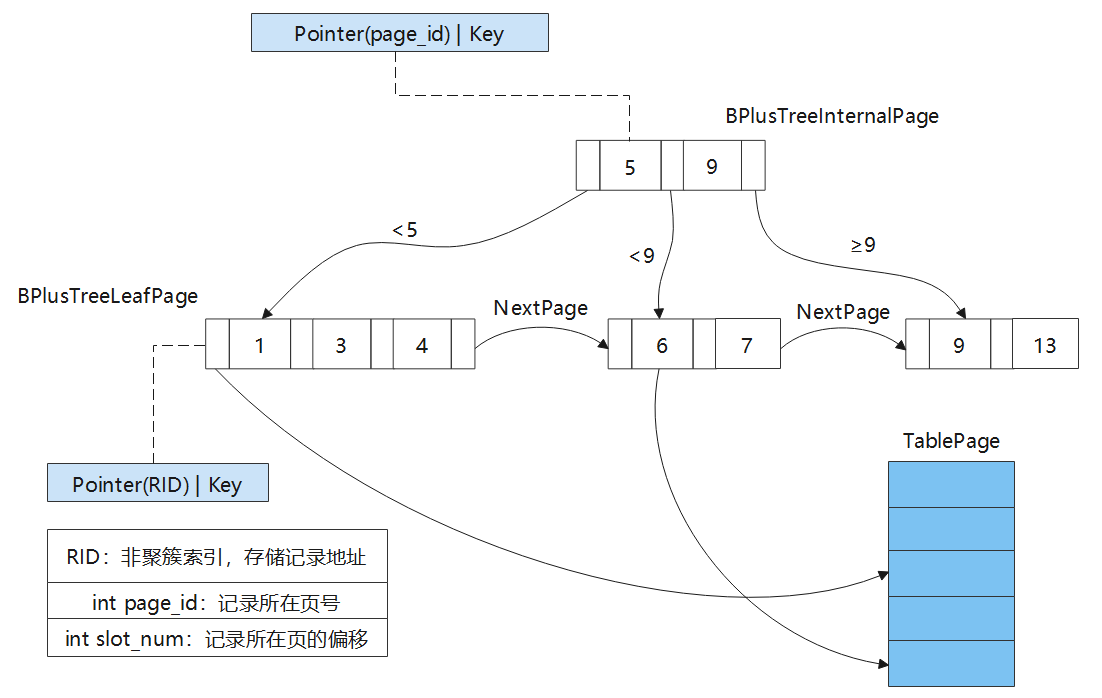 Pointer(page_id) | Key
BPlusTreeInternalPage
5
9
<5
<9
≥9
BPlusTreeLeafPage
NextPage
NextPage
1
3
4
6
7
9
13
TablePage
Pointer(RID) | Key
RID：非聚簇索引，存储记录地址
int page_id：记录所在页号
int slot_num：记录所在页的偏移